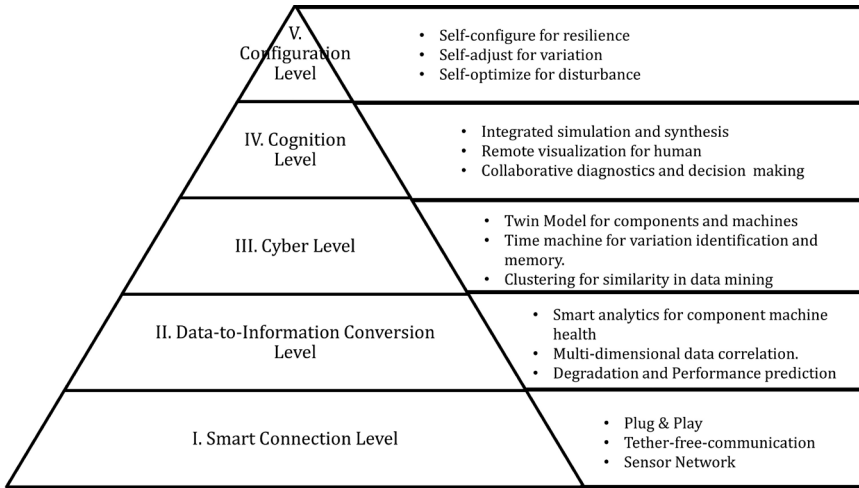 V.
Configuration
Level
• Self-configure for resilience
• Self-adjust for variation
• Self-optimize for disturbance
IV. Cognition
Level
• Integrated simulation and synthesis
• Remote visualization for human
• Collaborative diagnostics and decision making
III. Cyber Level
• Twin Model for components and machines
• Time machine for variation identification and
memory.
• Clustering for similarity in data mining
II. Data-to-Information Conversion
Level
• Smart analytics for component machine
health
• Multi-dimensional data correlation.
• Degradation and Performance prediction
I. Smart Connection Level
• Plug & Play
• Tether-free-communication
• Sensor Network